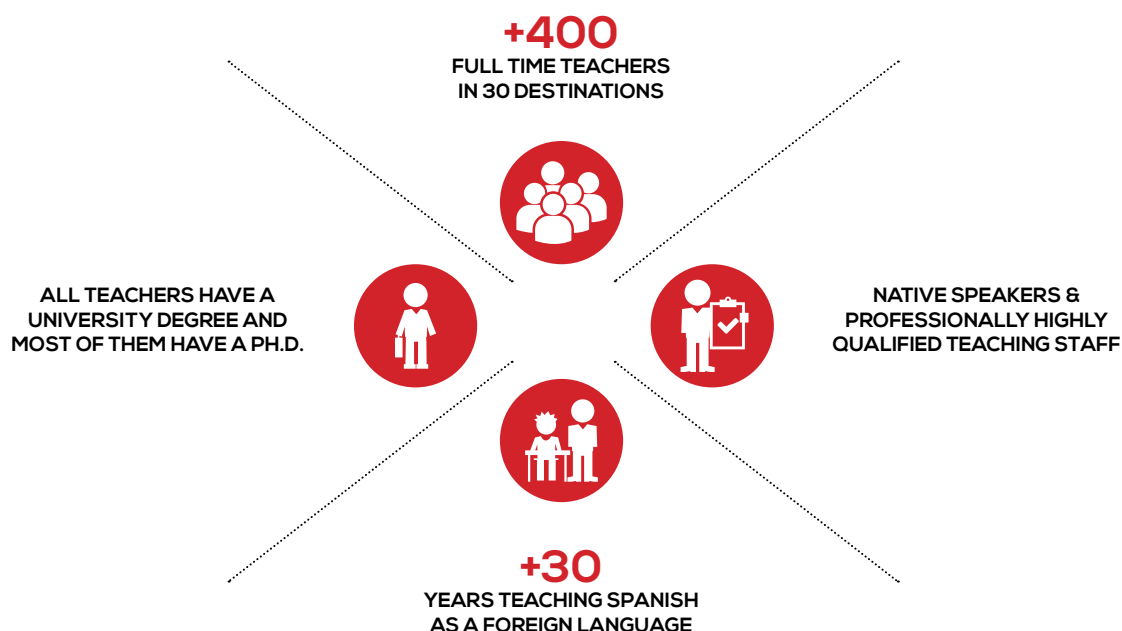 +400
FULL TIME TEACHERS
IN 30 DESTINATIONS
ALL TEACHERS HAVE A
UNIVERSITY DEGREE AND
MOST OF THEM HAVE A PH.D.
NATIVE SPEAKERS &
PROFESSIONALLY HIGHLY
QUALIFIED TEACHING STAFF
+30
YEARS TEACHING SPANISH
AS A FOREIGN LANGUAGE